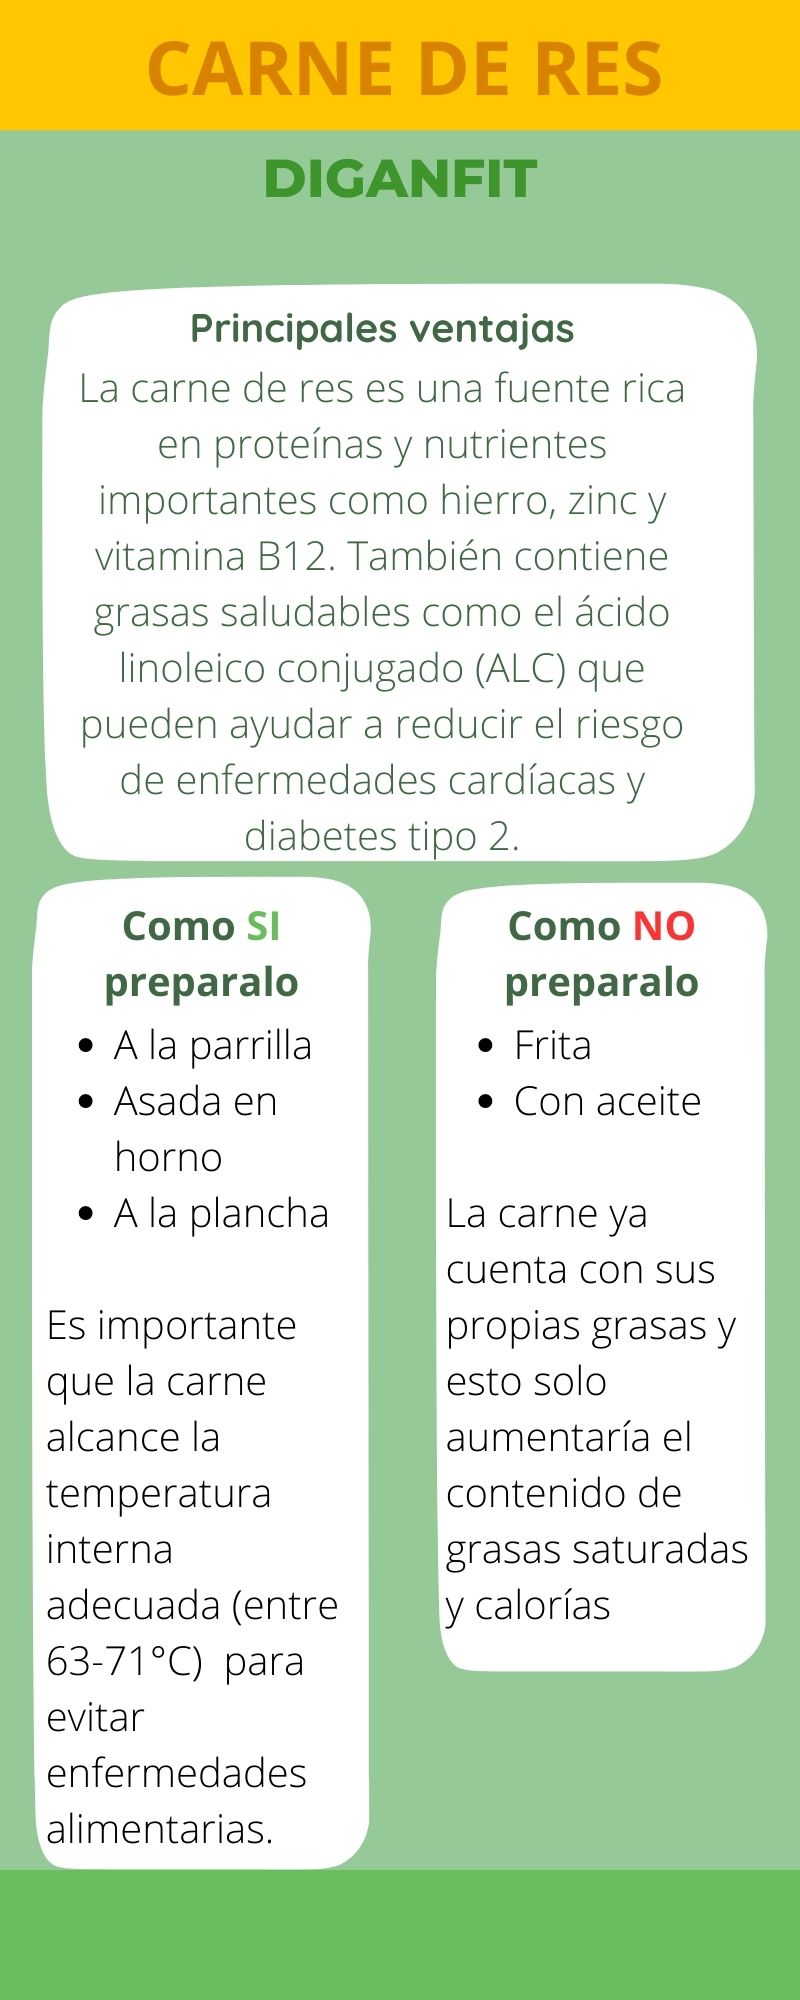 CARNE DE RES
DIGANFIT
Principales ventajas
La carne de res es una fuente rica
en proteínas y nutrientes
importantes como hierro, zinc y
vitamina B12. También contiene
grasas saludables como el ácido
linoleico conjugado (ALC) que
pueden ayudar a reducir el riesgo
de enfermedades cardíacas y
diabetes tipo 2.
Como SI
preparalo
• A la parrilla
• Asada en
horno
• A la plancha
Es importante
que la carne
alcance la
temperatura
interna
adecuada (entre
63-71°C)  para
evitar
enfermedades
alimentarias.
Como NO
preparalo
• Frita
• Con aceite
La carne ya
cuenta con sus
propias grasas y
esto solo
aumentaría el
contenido de
grasas saturadas
y calorías